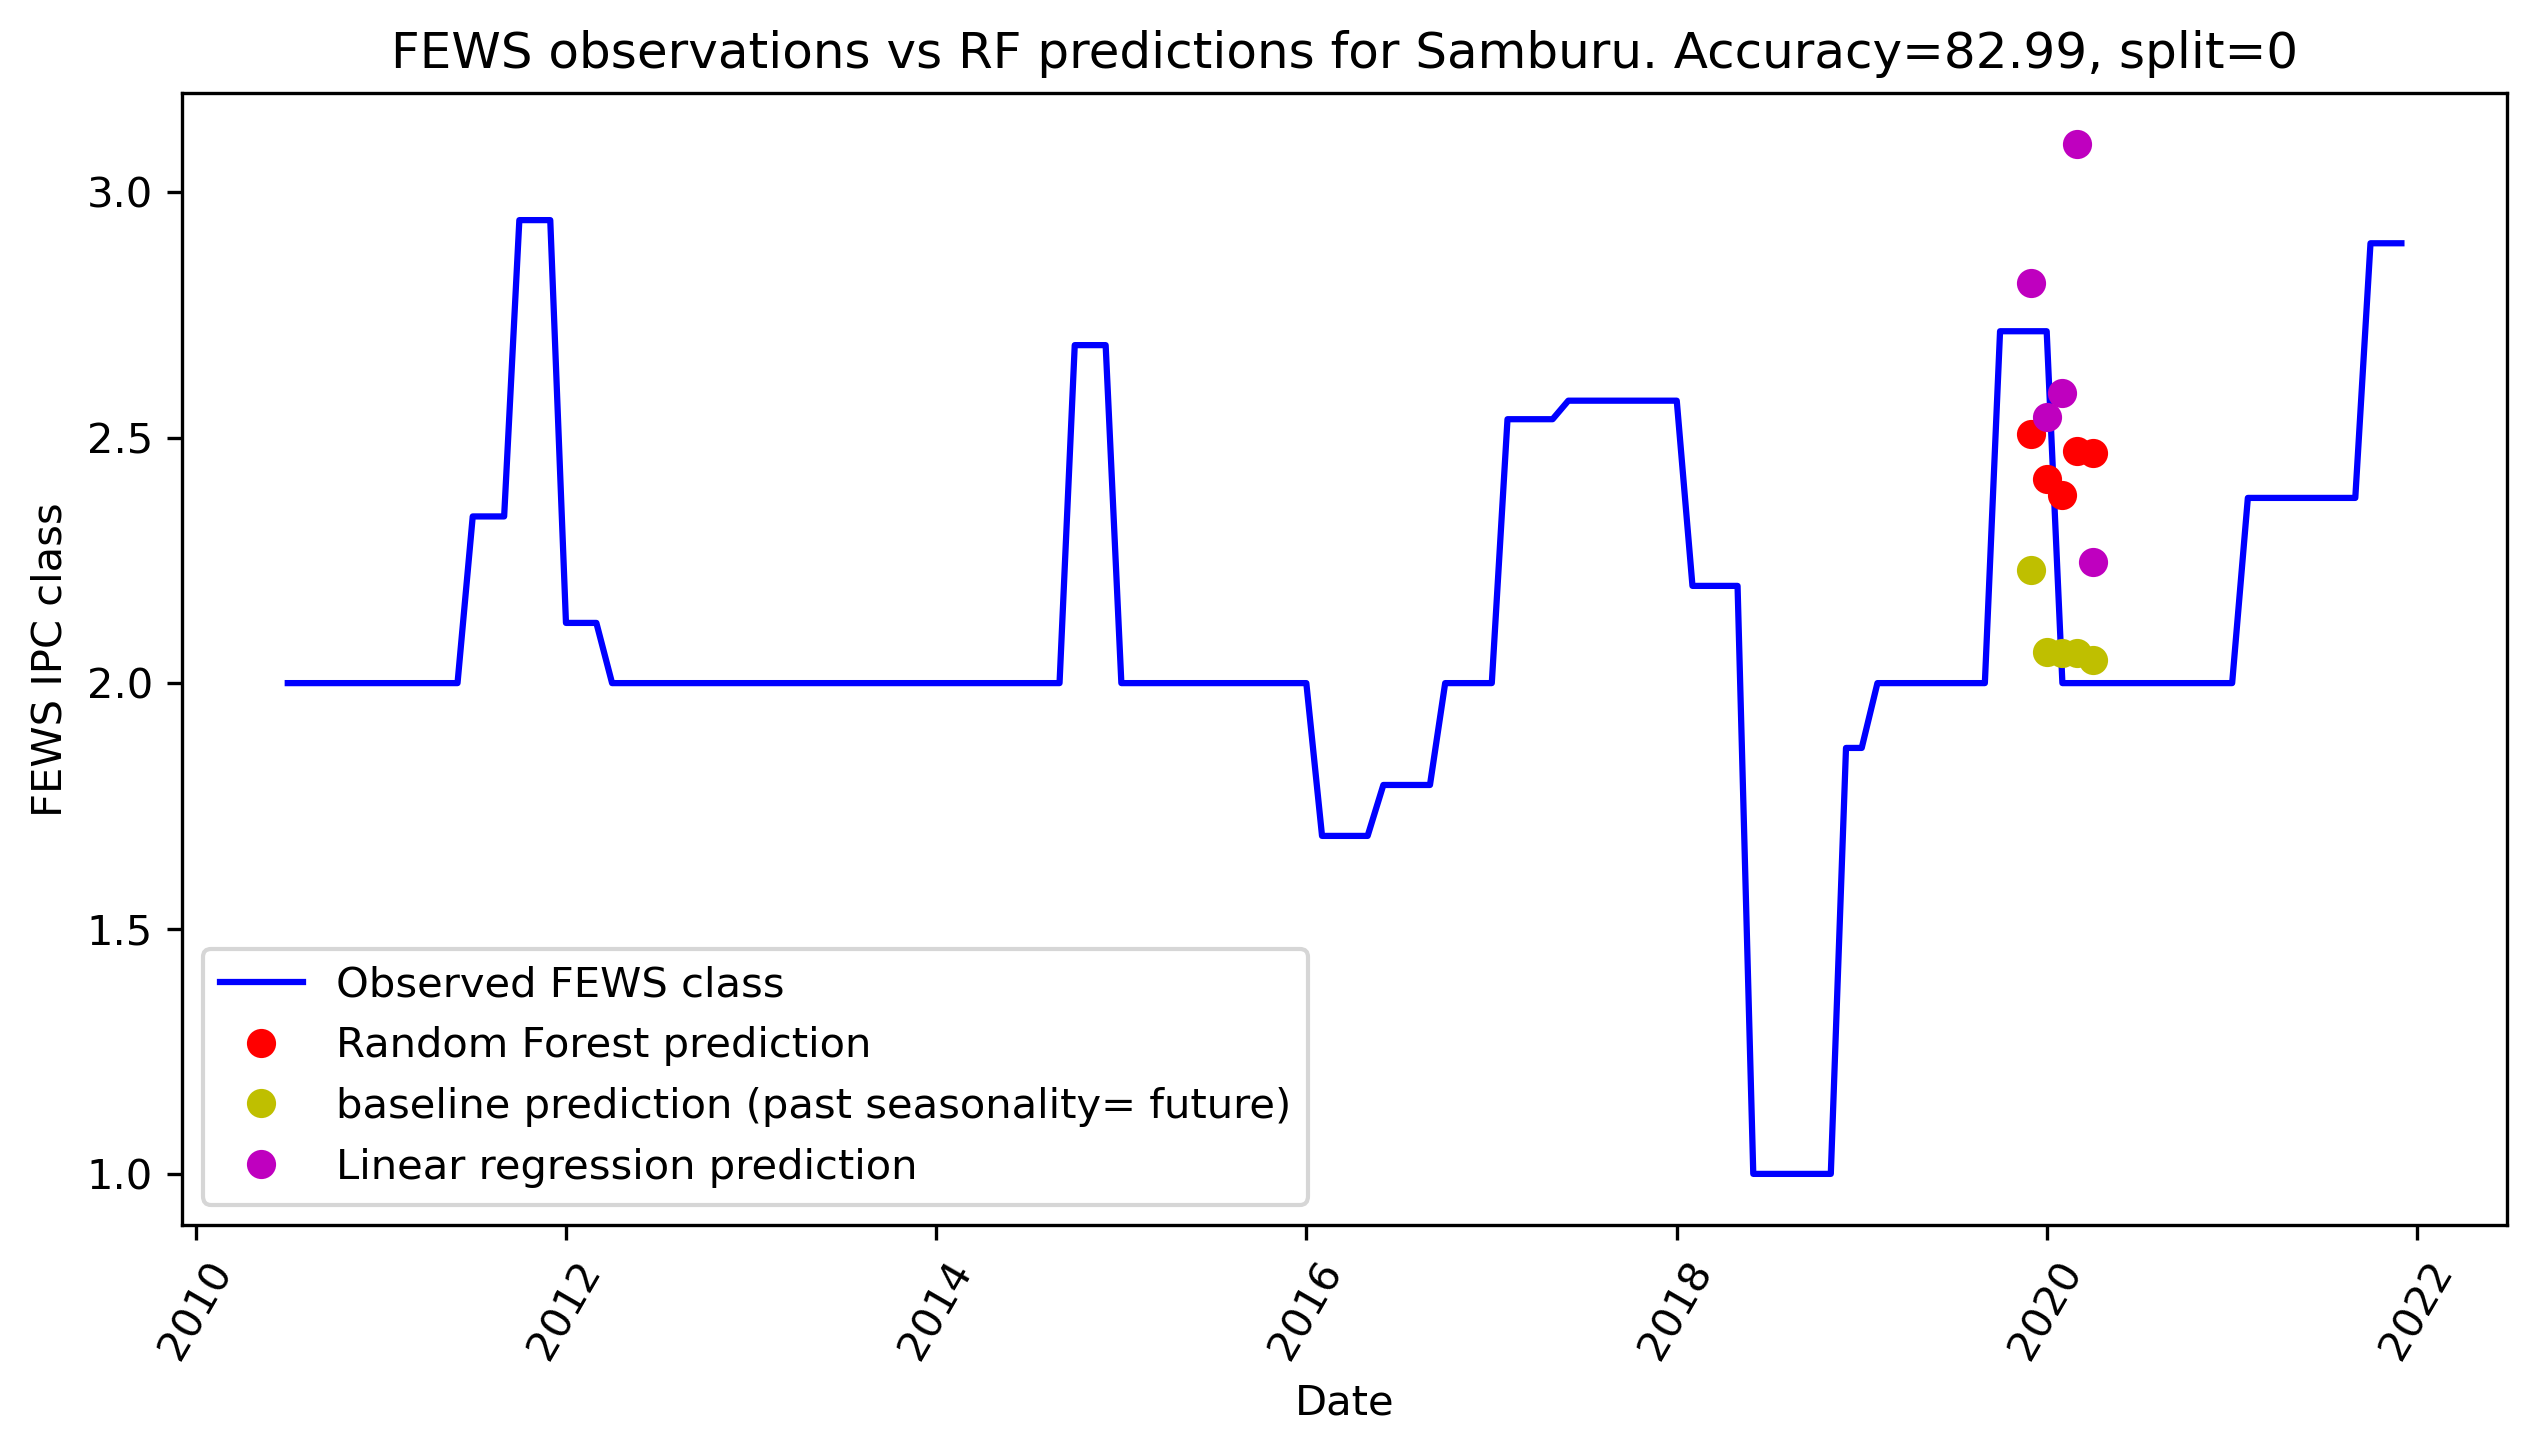 FEWS observations vs RF predictions for Samburu. Accuracy=82.99, split=0
FEWS IPC class
3.0
2.5
2.0
1.5
1.0
Observed FEWS class
Random Forest prediction
baseline prediction (past seasonality= future)
Linear regression prediction
2010
2012
2014
2016
2018
2020
2022
Date